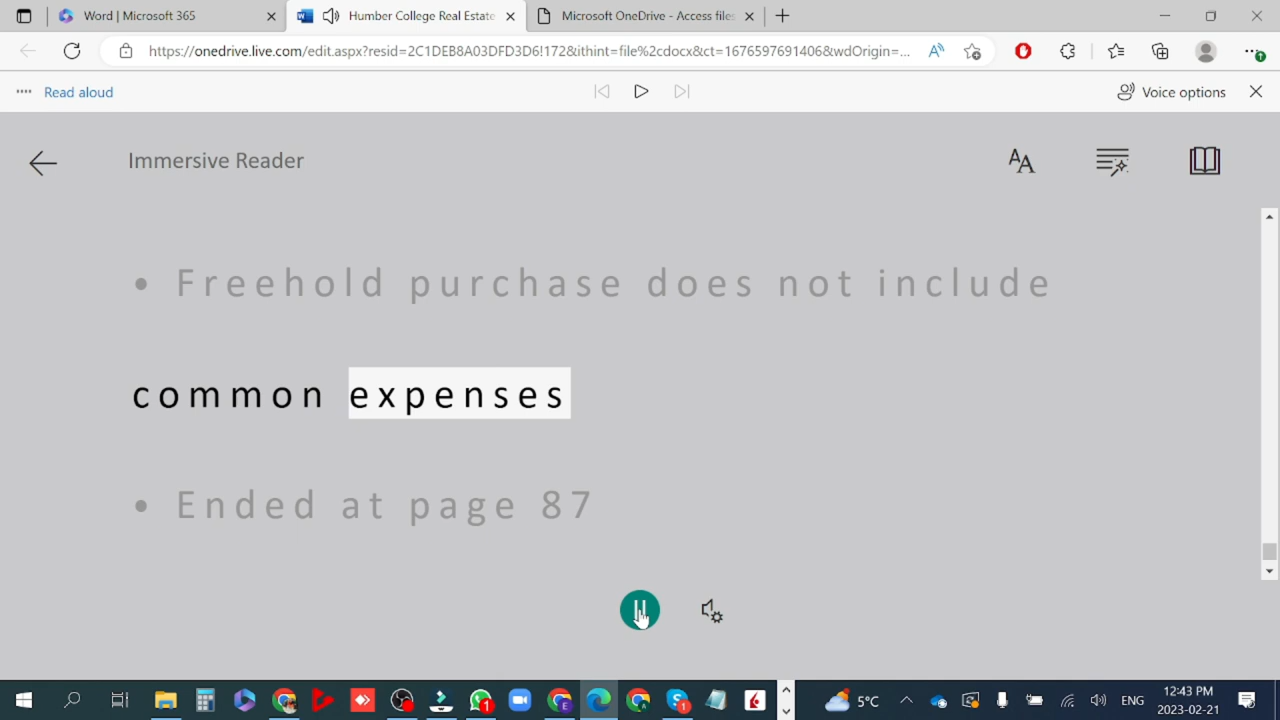 Word | Microsoft 365
Humber College Real Estate
Microsoft OneDrive - Access files
https://onedrive.live.com/edit.aspx?resid=2C1DEB8A03DFD3D6!172&ithint=file%2cdocx&ct=1676597691406&wdOrigin=...
Read aloud
Voice options
Immersive Reader
• Freehold purchase does not include
common expenses
• Ended at page 87
5°C
ENG
12:43 PM
2023-02-21